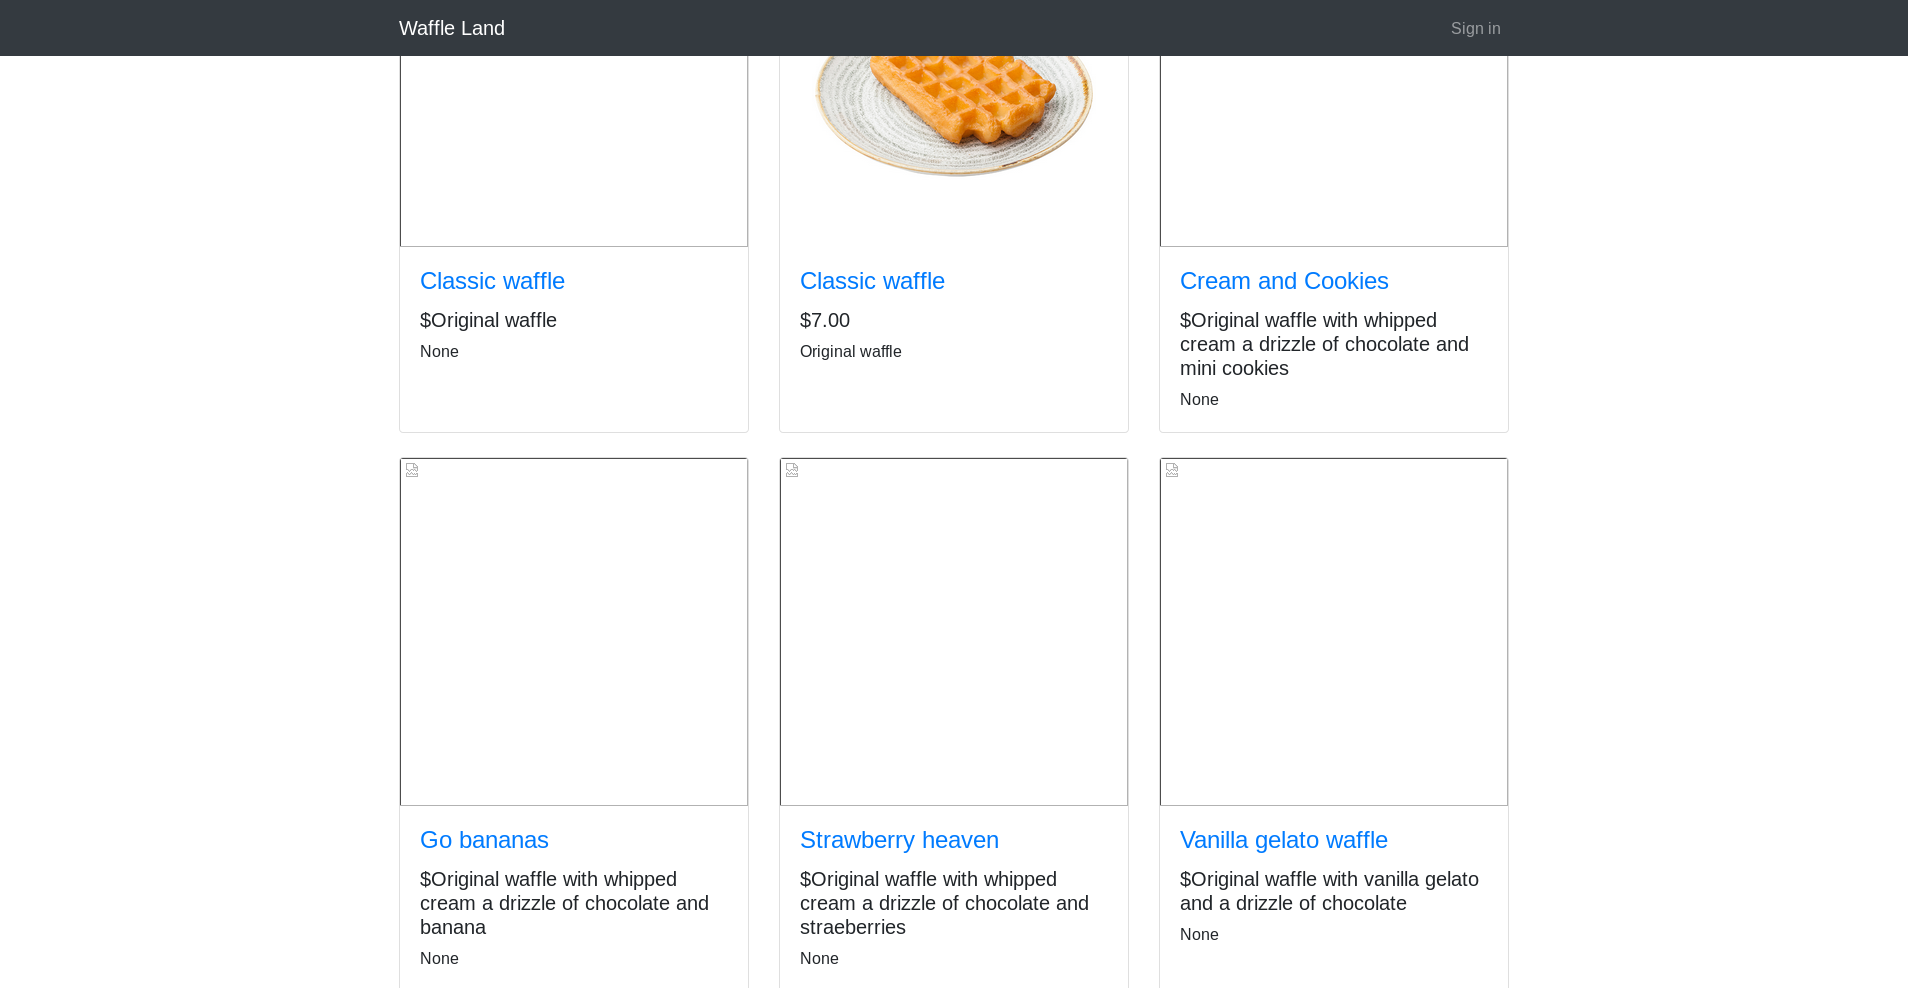 Waffle Land
Sign in
Classic waffle
$Original waffle
None
Classic waffle
$7.00
Original waffle
Cream and Cookies
$Original waffle with whipped
cream a drizzle of chocolate and
mini cookies
None
Go bananas
$Original waffle with whipped
cream a drizzle of chocolate and
banana
None
Strawberry heaven
$Original waffle with whipped
cream a drizzle of chocolate and
straeberries
None
Vanilla gelato waffle
$Original waffle with vanilla gelato
and a drizzle of chocolate
None